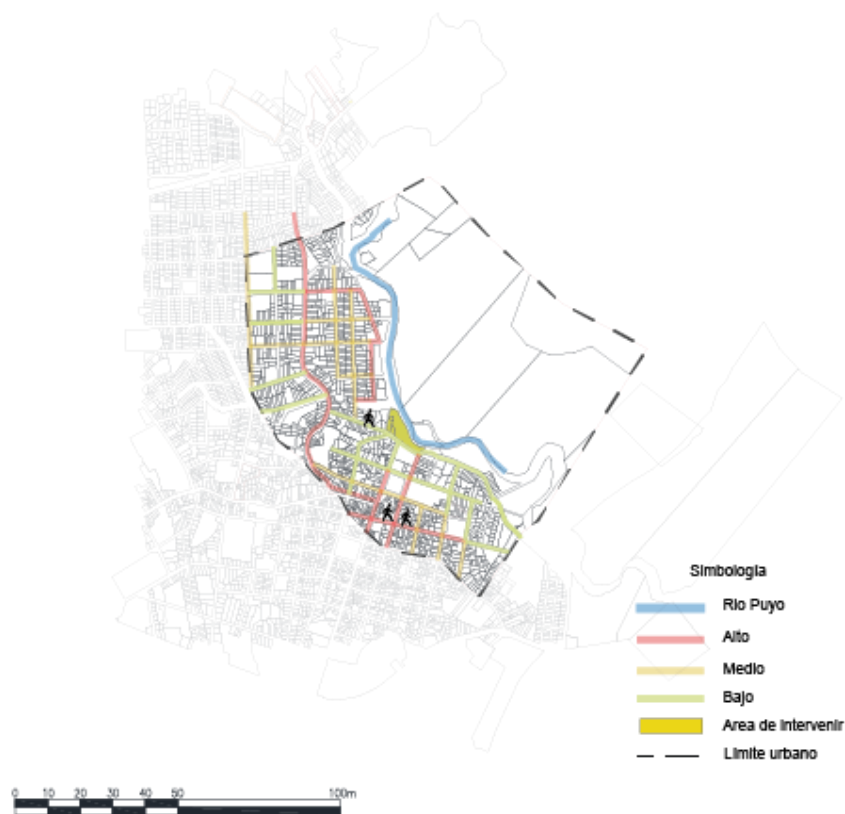 Simbologia
Rio Puyo
Alto
Medio
Bajo
Area de Intervenir
Limite urbano
0 10 20 30 40 50 100m